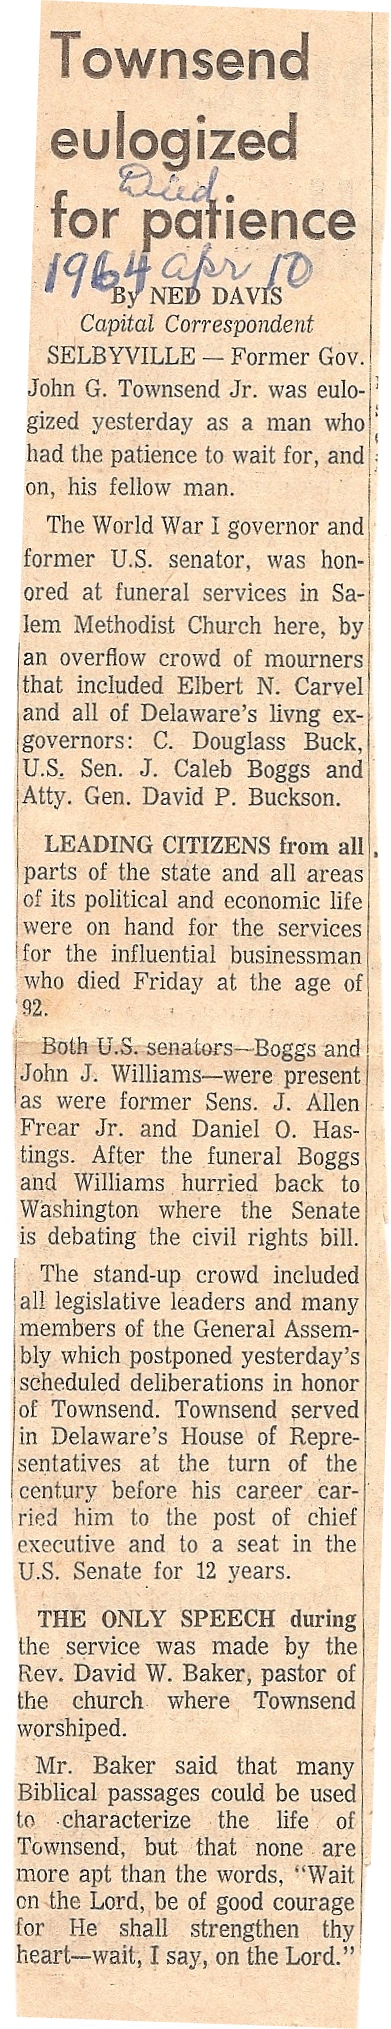 Townsend
eulogized
Died
for patience
1964 apr 10
By NED DAVIS
Capital Correspondent
SELBYVILLE — Former Gov.
John G. Townsend Jr. was eulo-
gized yesterday as a man who
had the patience to wait for, and
on, his fellow man.
The World War I governor and
former U.S. senator, was hon-
ored at funeral services in Sa-
lem Methodist Church here, by
an overflow crowd of mourners
that included Elbert N. Carvel
and all of Delaware's livng ex-
governors: C. Douglass Buck,
U.S. Sen. J. Caleb Boggs and
Atty. Gen. David P. Buckson.
LEADING CITIZENS from all
parts of the state and all areas
of its political and economic life
were on hand for the services
for the influential businessman
who died Friday at the age of
92.
Both U.S. senators—Boggs and
John J. Williams—were present
as were former Sens. J. Allen
Frear Jr. and Daniel O. Has-
tings. After the funeral Boggs
and Williams hurried back to
Washington where the Senate
is debating the civil rights bill.
The stand-up crowd included
all legislative leaders and many
members of the General Assem-
bly which postponed yesterday's
scheduled deliberations in honor
of Townsend. Townsend served
in Delaware's House of Repre-
sentatives at the turn of the
century before his career car-
ried him to the post of chief
executive and to a seat in the
U.S. Senate for 12 years.
THE ONLY SPEECH during
the service was made by the
Rev. David W. Baker, pastor of
the church where Townsend
worshiped.
Mr. Baker said that many
Biblical passages could be used
to characterize the life of
Townsend, but that none are
more apt than the words, "Wait
on the Lord, be of good courage
for He shall strengthen thy
heart—wait, I say, on the Lord."